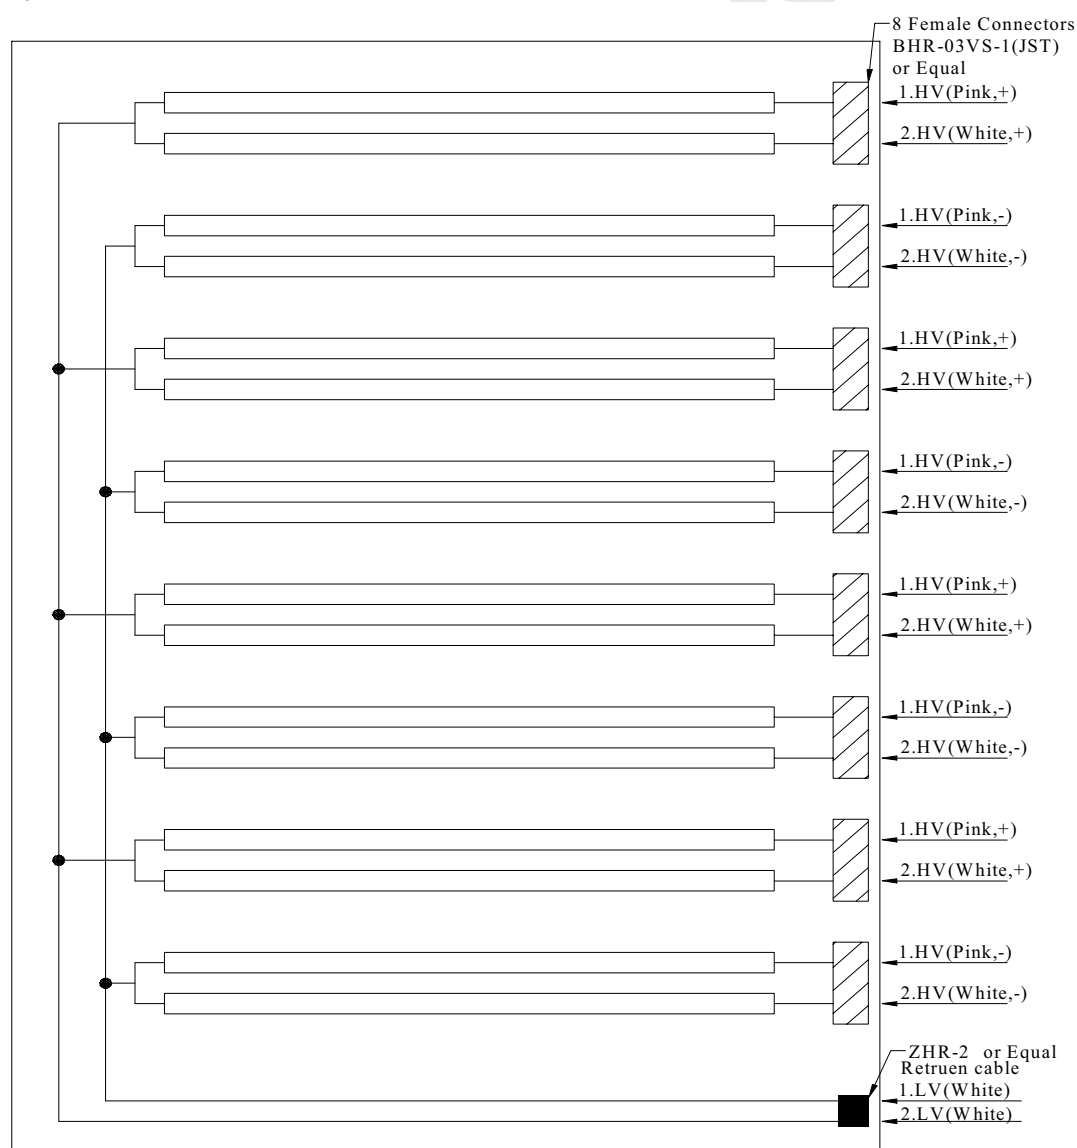 8 Female Connectors
BHR-03VS-1(JST)
or Equal
1.HV(Pink,+)
2.HV(White,+)
1.HV(Pink,-)
2.HV(White,-)
1.HV(Pink,+)
2.HV(White,+)
1.HV(Pink,-)
2.HV(White,-)
1.HV(Pink,+)
2.HV(White,+)
1.HV(Pink,-)
2.HV(White,-)
1.HV(Pink,+)
2.HV(White,+)
1.HV(Pink,-)
2.HV(White,-)
ZHR-2 or Equal
Retruen cable
1.LV(White)
2.LV(White)